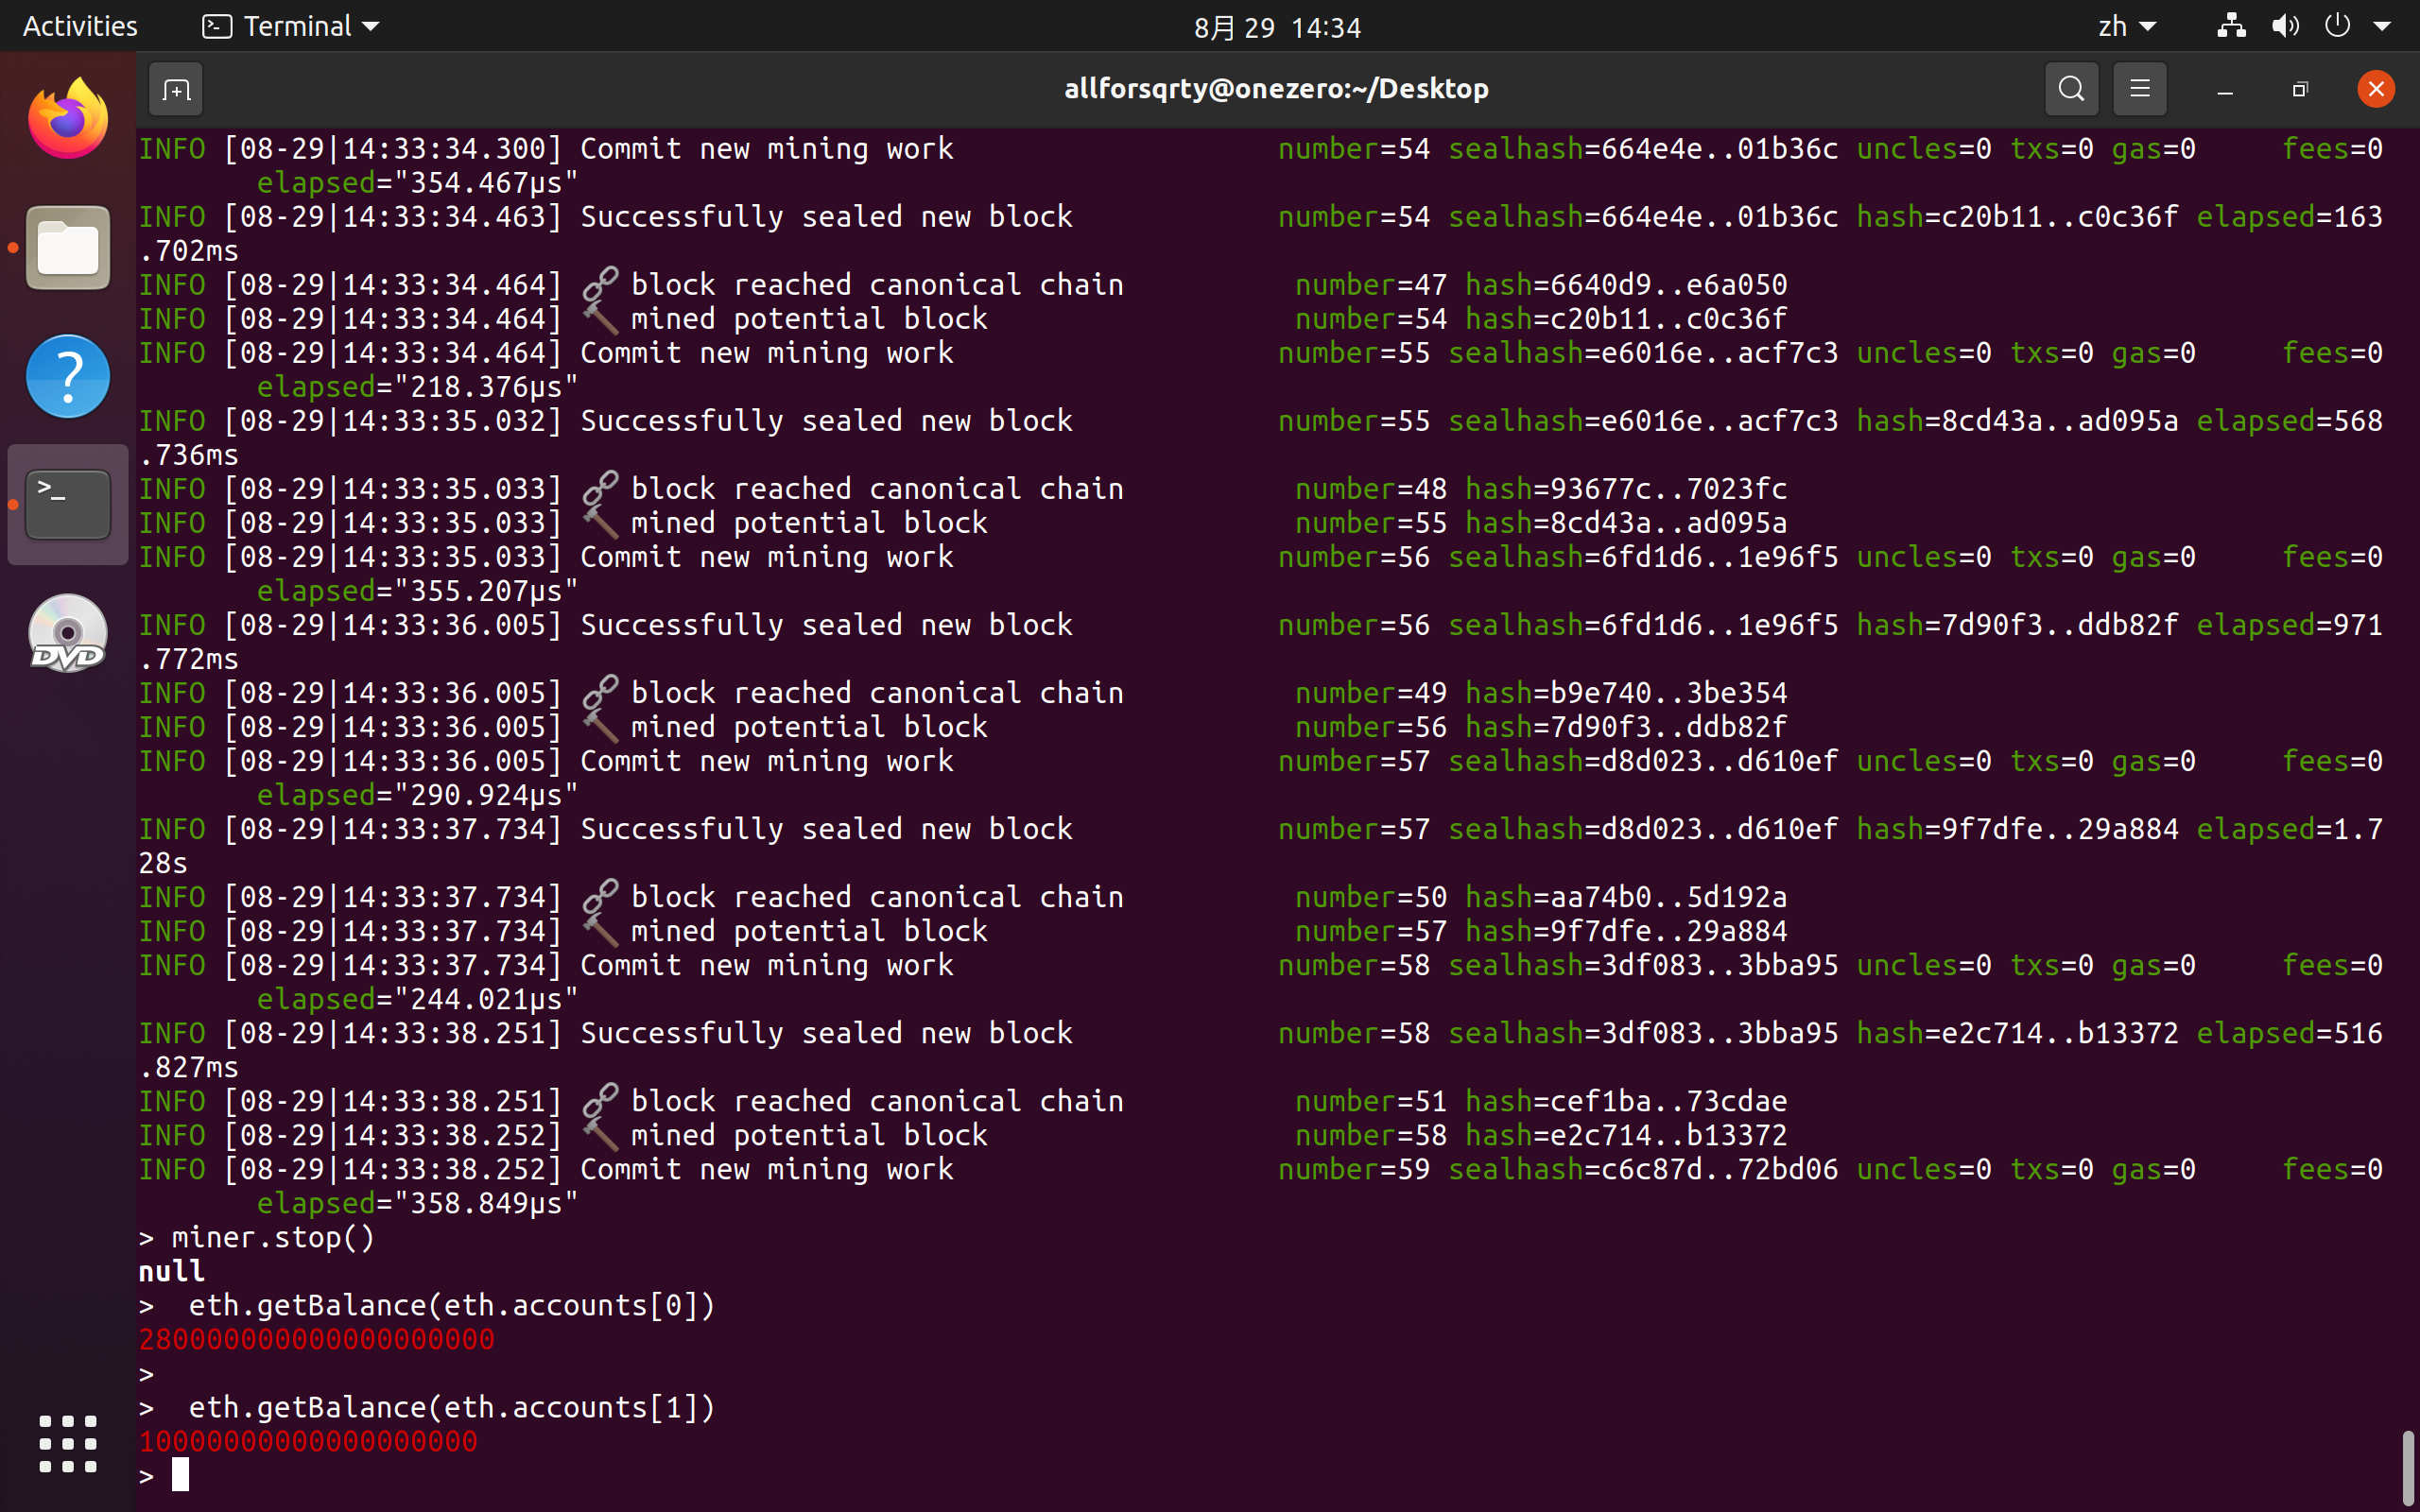 Activities
Terminal
8月 29 14:34
zh
allforsqrty@onezero:~/Desktop
INFO [08-29|14:33:34.300] Commit new mining work number=54 sealhash=664e4e..01b36c uncles=0 txs=0 gas=0 fees=0
elapsed="354.467µs"
INFO [08-29|14:33:34.463] Successfully sealed new block number=54 sealhash=664e4e..01b36c hash=c20b11..c0c36f elapsed=163
.702ms
INFO [08-29|14:33:34.464] 🔗 block reached canonical chain number=47 hash=6640d9..e6a050
INFO [08-29|14:33:34.464] 🔨 mined potential block number=54 hash=c20b11..c0c36f
INFO [08-29|14:33:34.464] Commit new mining work number=55 sealhash=e6016e..acf7c3 uncles=0 txs=0 gas=0 fees=0
elapsed="218.376µs"
INFO [08-29|14:33:35.032] Successfully sealed new block number=55 sealhash=e6016e..acf7c3 hash=8cd43a..ad095a elapsed=568
.736ms
INFO [08-29|14:33:35.033] 🔗 block reached canonical chain number=48 hash=93677c..7023fc
INFO [08-29|14:33:35.033] 🔨 mined potential block number=55 hash=8cd43a..ad095a
INFO [08-29|14:33:35.033] Commit new mining work number=56 sealhash=6fd1d6..1e96f5 uncles=0 txs=0 gas=0 fees=0
elapsed="355.207µs"
INFO [08-29|14:33:36.005] Successfully sealed new block number=56 sealhash=6fd1d6..1e96f5 hash=7d90f3..ddb82f elapsed=971
.772ms
INFO [08-29|14:33:36.005] 🔗 block reached canonical chain number=49 hash=b9e740..3be354
INFO [08-29|14:33:36.005] 🔨 mined potential block number=56 hash=7d90f3..ddb82f
INFO [08-29|14:33:36.005] Commit new mining work number=57 sealhash=d8d023..d610ef uncles=0 txs=0 gas=0 fees=0
elapsed="290.924µs"
INFO [08-29|14:33:37.734] Successfully sealed new block number=57 sealhash=d8d023..d610ef hash=9f7dfe..29a884 elapsed=1.7
28s
INFO [08-29|14:33:37.734] 🔗 block reached canonical chain number=50 hash=aa74b0..5d192a
INFO [08-29|14:33:37.734] 🔨 mined potential block number=57 hash=9f7dfe..29a884
INFO [08-29|14:33:37.734] Commit new mining work number=58 sealhash=3df083..3bba95 uncles=0 txs=0 gas=0 fees=0
elapsed="244.021µs"
INFO [08-29|14:33:38.251] Successfully sealed new block number=58 sealhash=3df083..3bba95 hash=e2c714..b13372 elapsed=516
.827ms
INFO [08-29|14:33:38.251] 🔗 block reached canonical chain number=51 hash=cef1ba..73cdae
INFO [08-29|14:33:38.252] 🔨 mined potential block number=58 hash=e2c714..b13372
INFO [08-29|14:33:38.252] Commit new mining work number=59 sealhash=c6c87d..72bd06 uncles=0 txs=0 gas=0 fees=0
elapsed="358.849µs"
> miner.stop()
null
> eth.getBalance(eth.accounts[0])
280000000000000000000
>
> eth.getBalance(eth.accounts[1])
10000000000000000000
>
DVD